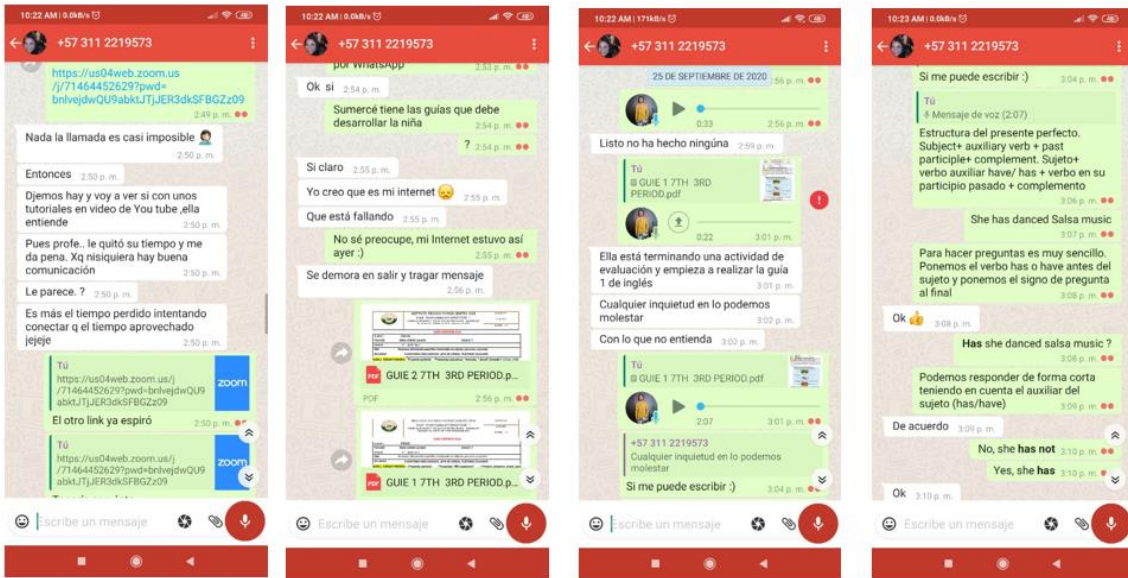 10:22 AM | 0.0kB/s
+57 311 2219573
https://us04web.zoom.us
/j/71464452629?pwd=
bnlvejdwQU9abktJTjJER3dkSFBGZz09
2:49 p. m.
Nada la llamada es casi imposible
2:50 p. m.
Entonces 2:50 p. m.
Djemos hay y voy a ver si con unos
tutoriales en video de You tube ,ella
entiende 2:50 p. m.
Pues profe.. le quitó su tiempo y me
da pena. Xq nisiquiera hay buena
comunicación 2:50 p. m.
Le parece. ? 2:50 p. m.
Es más el tiempo perdido intentando
conectar q el tiempo aprovechado
jejeje 2:50 p. m.
Tú
https://us04web.zoom.us/j
/71464452629?pwd=bnlvejdwQU9
abktJTjJER3dkSFBGZz09
zoom
El otro link ya espiró 2:50 p. m.
Tú
https://us04web.zoom.us/j
/71464452629?pwd=bnlvejdwQU9
abktJTjJER3dkSFBGZz09
zoom
Escribe un mensaje
10:22 AM | 0.0kB/s
+57 311 2219573
por WhatsApp 2:53 p. m.
Ok si 2:54 p. m.
Sumercé tiene las guías que debe
desarrollar la niña 2:54 p. m.
? 2:54 p. m.
Si claro 2:55 p. m.
Yo creo que es mi internet 2:55 p. m.
Que está fallando 2:55 p. m.
No sé preocupe, mi Internet estuvo así
ayer :) 2:55 p. m.
Se demora en salir y tragar mensaje
2:56 p. m.
PDF GUIE 2 7TH 3RD PERIOD.p...
PDF 2:56 p. m.
PDF GUIE 1 7TH 3RD PERIOD.p...
Escribe un mensaje
10:22 AM | 171kB/s
+57 311 2219573
25 DE SEPTIEMBRE DE 2020
:56 p. m.
0:33 2:56 p. m.
Listo no ha hecho ningúna 2:59 p. m.
Tú
GUIE 1 7TH 3RD
PERIOD.pdf
0:22 3:01 p. m.
Ella está terminando una actividad de
evaluación y empieza a realizar la guía
1 de inglés 3:01 p. m.
Cualquier inquietud en lo podemos
molestar 3:02 p. m.
Con lo que no entienda 3:02 p. m.
Tú
GUIE 1 7TH 3RD PERIOD.pdf
2:07 3:01 p. m.
+57 311 2219573
Cualquier inquietud en lo podemos
molestar
Si me puede escribir :) 3:04 p. m.
Escribe un mensaje
10:23 AM | 0.0kB/s
+57 311 2219573
Si me puede escribir :) 3:04 p. m.
Tú
Mensaje de voz (2:07)
Estructura del presente perfecto.
Subject+ auxiliary verb + past
participle+ complement. Sujeto+
verbo auxiliar have/ has + verbo en su
participio pasado + complemento
3:06 p. m.
She has danced Salsa music
3:07 p. m.
Para hacer preguntas es muy sencillo.
Ponemos el verbo has o have antes del
sujeto y ponemos el signo de pregunta
al final 3:08 p. m.
Ok 3:08 p. m.
Has she danced salsa music ?
3:08 p. m.
Podemos responder de forma corta
teniendo en cuenta el auxiliar del
sujeto (has/have) 3:09 p. m.
De acuerdo 3:09 p. m.
No, she has not 3:10 p. m.
Yes, she has 3:10 p. m.
Ok 3:10 p. m.
Escribe un mensaje